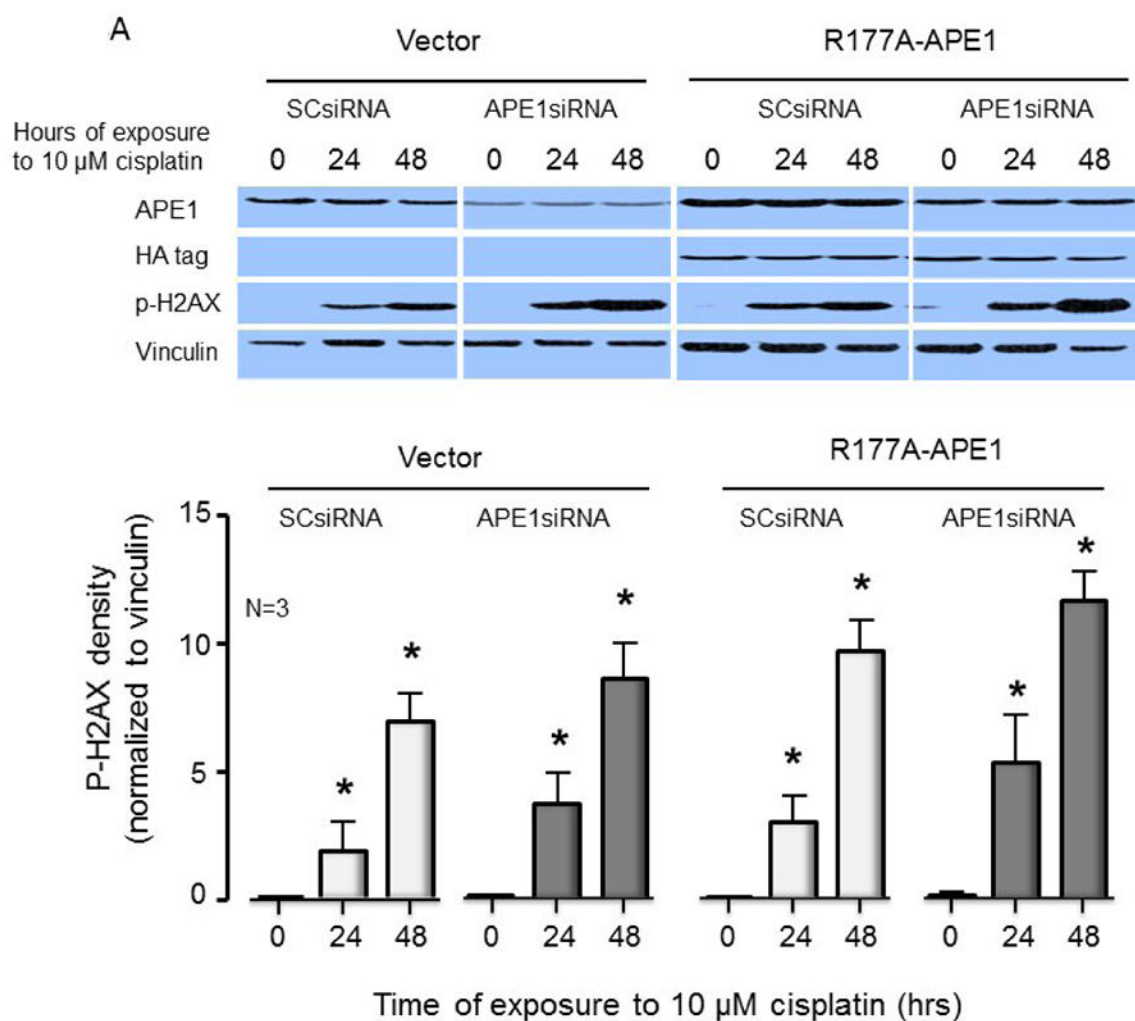 A
Vector
R177A-APE1
SCsiRNA APE1siRNA SCsiRNA APE1siRNA
Hours of exposure
to 10 µM cisplatin 0 24 48 0 24 48 0 24 48 0 24 48
APE1
HA tag
p-H2AX
Vinculin
Vector
R177A-APE1
SCsiRNA APE1siRNA SCsiRNA APE1siRNA
P-H2AX density
(normalized to vinculin)
15
10
5
0
N=3
* * * * * * * *
0 24 48 0 24 48 0 24 48 0 24 48
Time of exposure to 10 µM cisplatin (hrs)